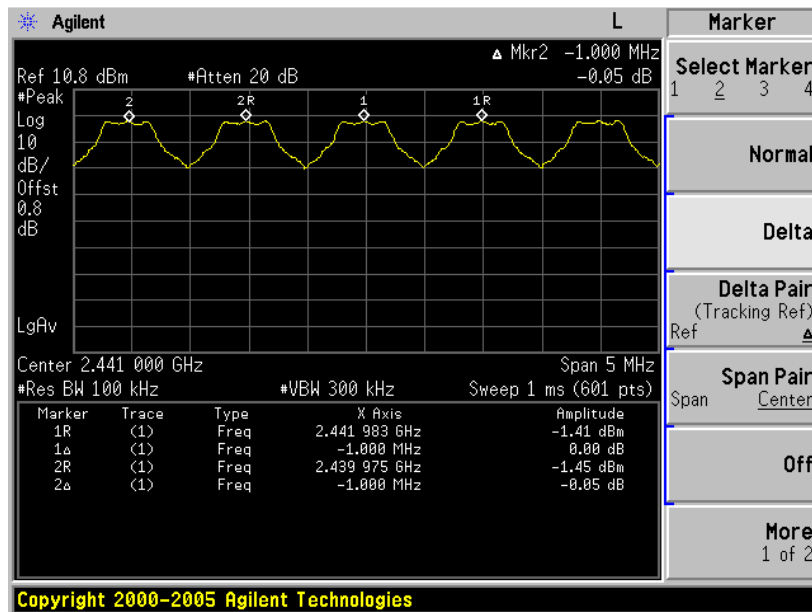 Agilent L Marker
Δ Mkr2 -1.000 MHz
Ref 10.8 dBm #Atten 20 dB -0.05 dB
#Peak
Log
10
dB/
Offst
0.8
dB
LgAv
2 2R 1 1R
Center 2.441 000 GHz Span 5 MHz
#Res BW 100 kHz #VBW 300 kHz Sweep 1 ms (601 pts)
Marker Trace Type X Axis Amplitude
1R (1) Freq 2.441 983 GHz -1.41 dBm
1Δ (1) Freq -1.000 MHz 0.00 dB
2R (1) Freq 2.439 975 GHz -1.45 dBm
2Δ (1) Freq -1.000 MHz -0.05 dB
Select Marker
1 2 3 4
Normal
Delta
Delta Pair
(Tracking Ref)
Ref Δ
Span Pair
Span Center
Off
More
1 of 2
Copyright 2000-2005 Agilent Technologies